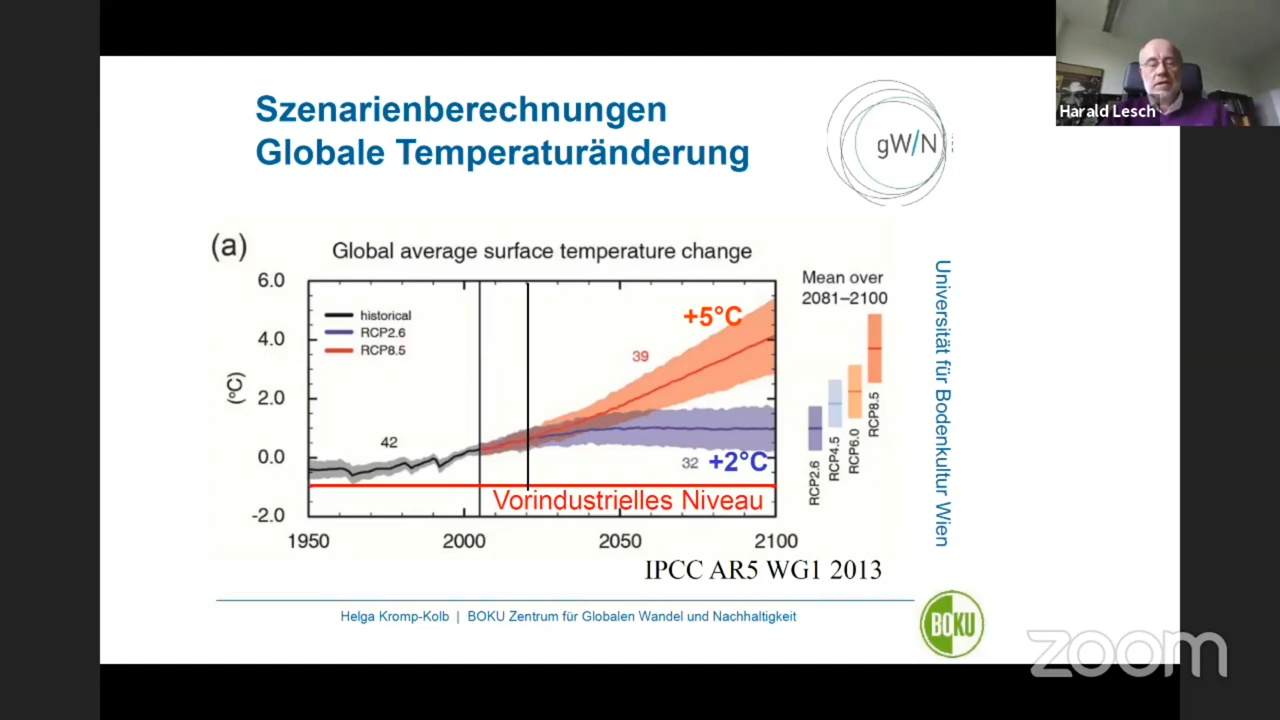 Harald Lesch
Szenarienberechnungen
Globale Temperaturänderung
gW/N
(a)
Global average surface temperature change
6.0
4.0
2.0
0.0
-2.0
(°C)
historical
RCP2.6
RCP8.5
42
39
32
+5°C
+2°C
Vorindustrielles Niveau
1950
2000
2050
2100
Mean over
2081–2100
RCP2.6
RCP4.5
RCP6.0
RCP8.5
Universität für Bodenkultur Wien
IPCC AR5 WG1 2013
Helga Kromp-Kolb | BOKU Zentrum für Globalen Wandel und Nachhaltigkeit
BOKU
zoom